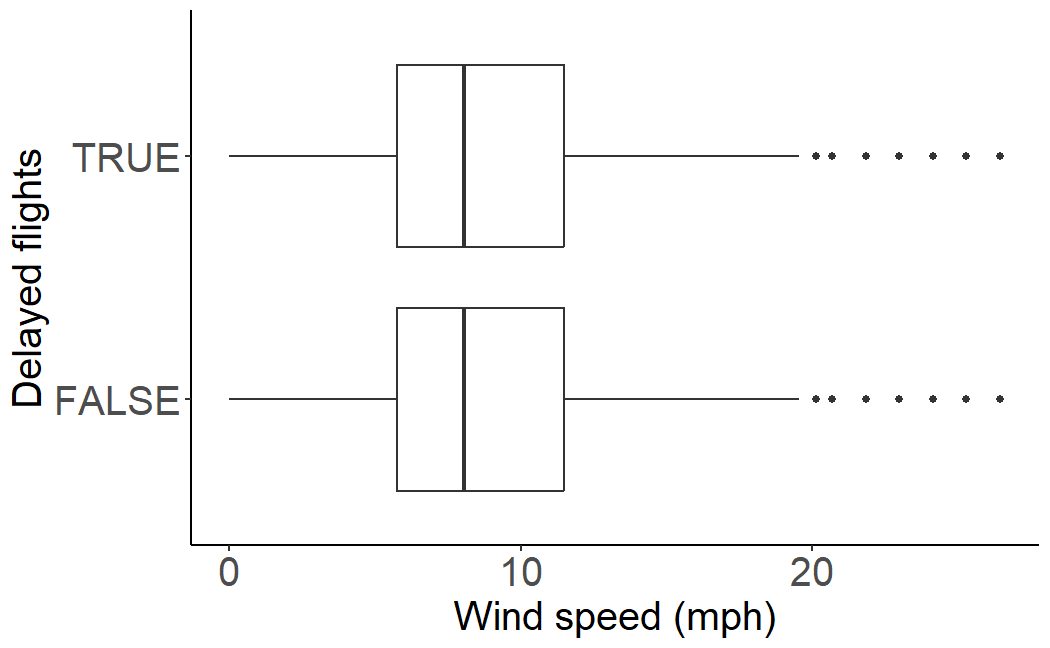 Delayed flights
TRUE
FALSE
0 10 20
Wind speed (mph)